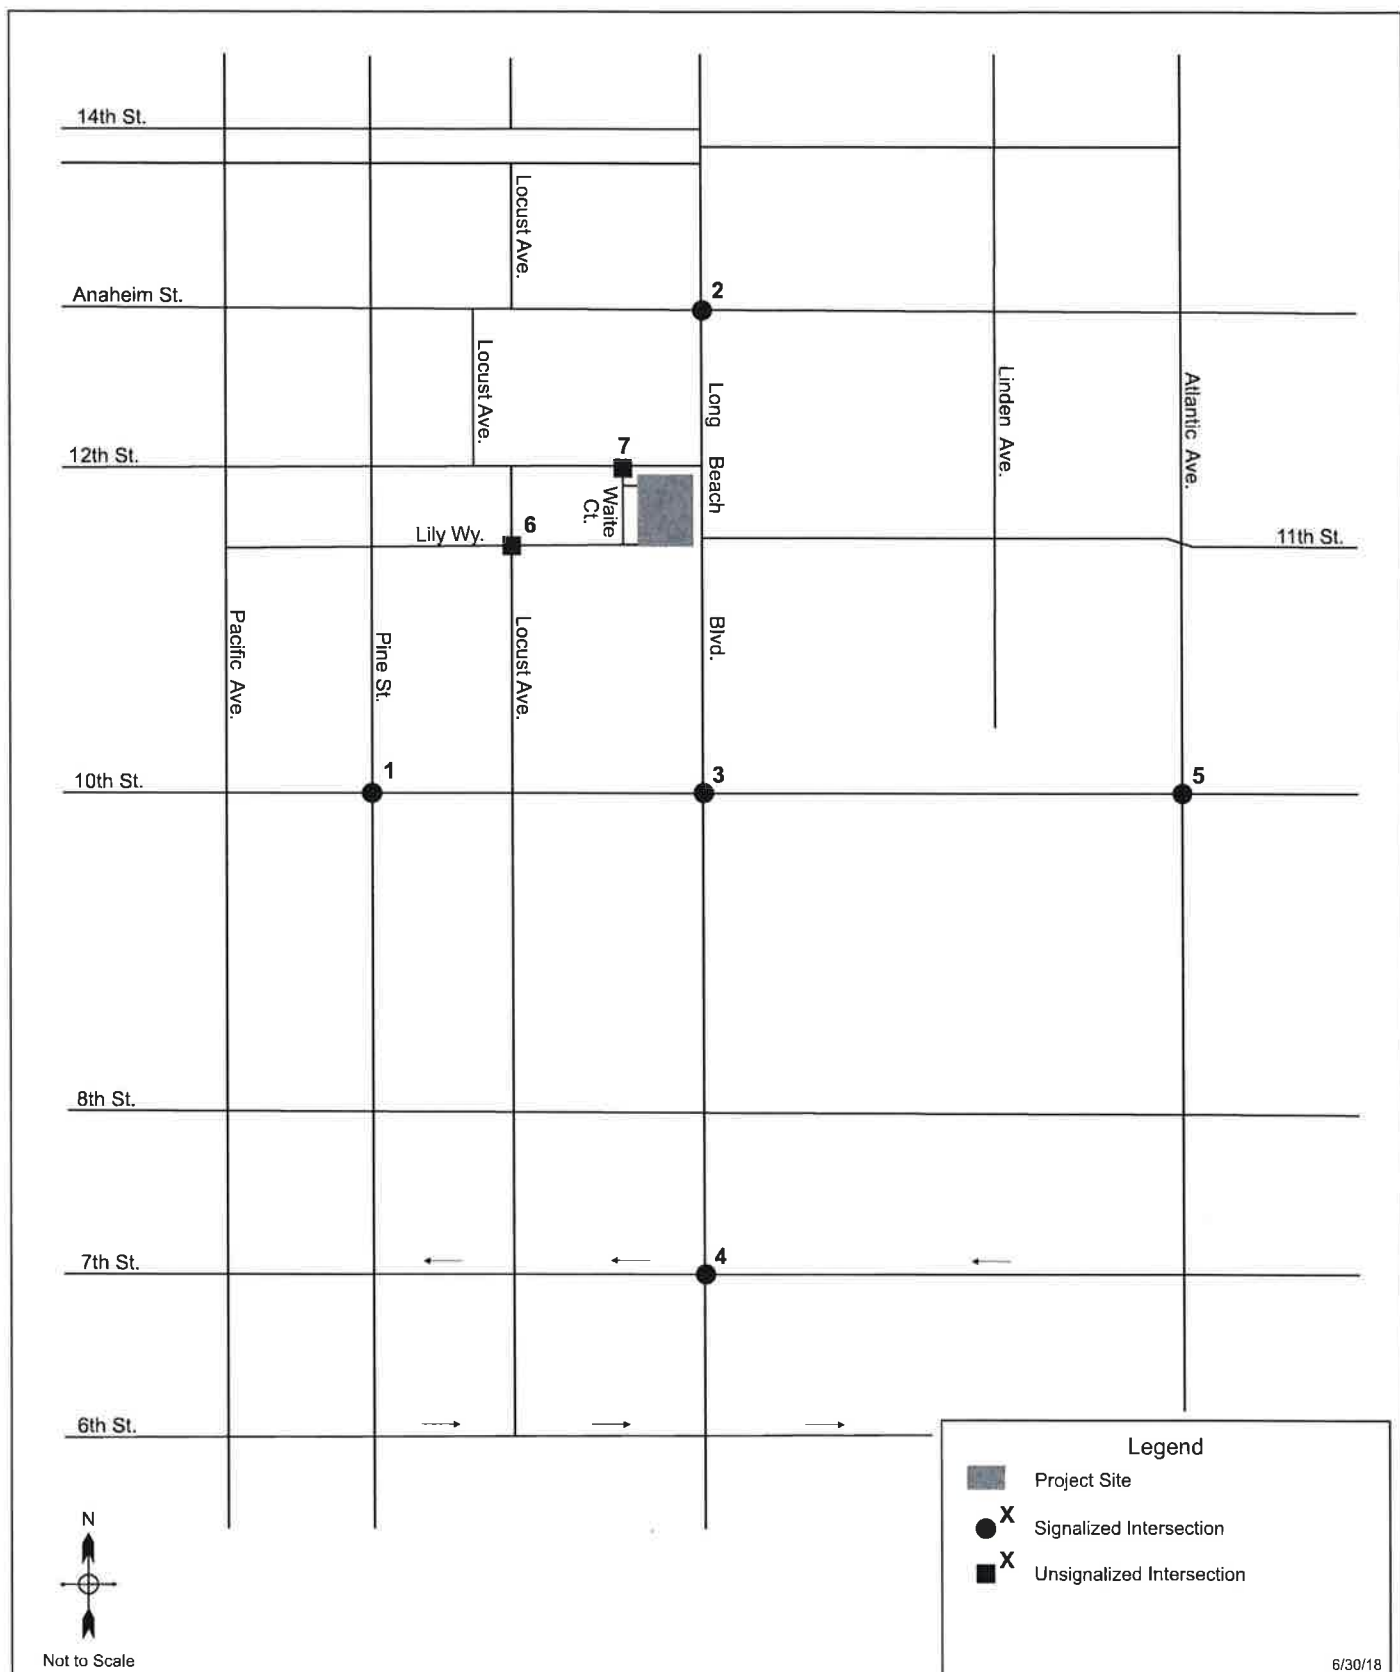 14th St.
Locust Ave.
Anaheim St.
2
Locust Ave.
Long Beach Blvd.
Linden Ave.
Atlantic Ave.
12th St.
7
Waite Ct.
Lily Wy.
6
11th St.
Pacific Ave.
Pine St.
Locust Ave.
10th St.
1
3
5
8th St.
7th St.
4
6th St.
Legend
Project Site
X Signalized Intersection
X Unsignalized Intersection
N
Not to Scale
6/30/18